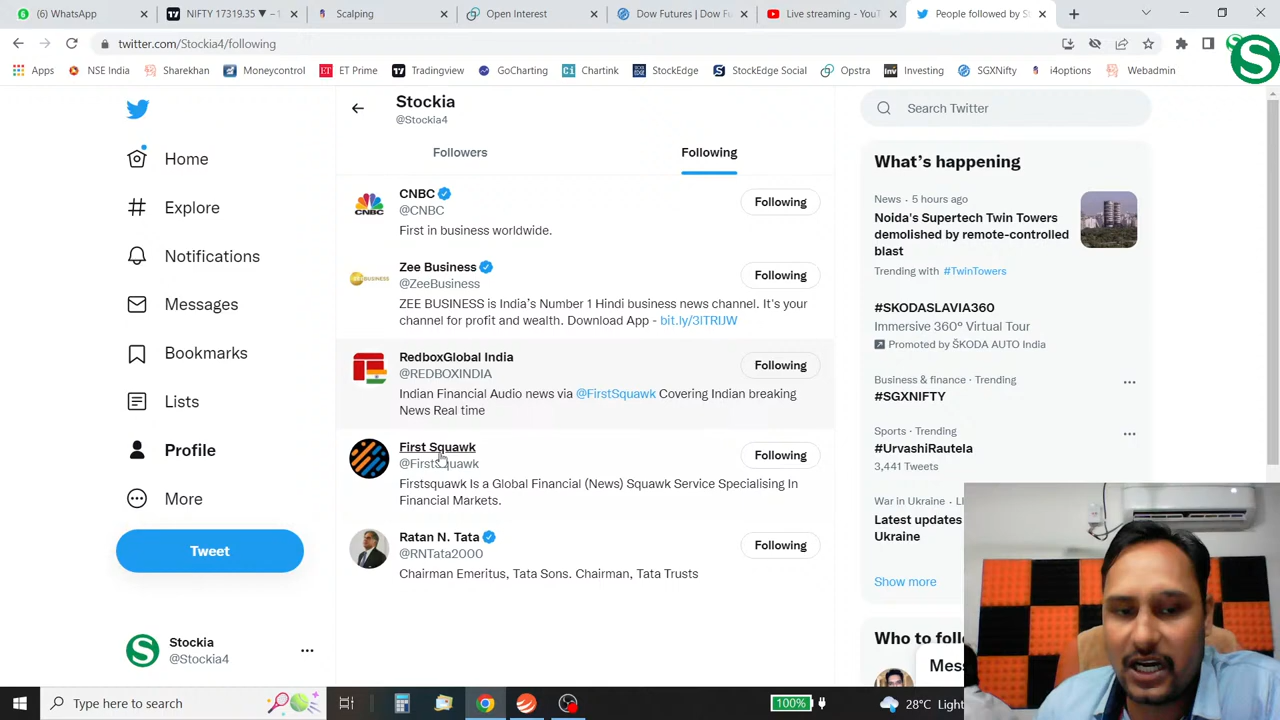 (6) WhatsApp
NIFTY 17319.35 ▼ −1
Scalping
Open Interest
Dow Futures | Dow F
Live streaming - YouT
People followed by S
twitter.com/Stockia4/following
Apps
NSE India
Sharekhan
Moneycontrol
ET Prime
Tradingview
GoCharting
Chartink
StockEdge
StockEdge Social
Opstra
Investing
SGXNifty
i4options
Webadmin
Home
Explore
Notifications
Messages
Bookmarks
Lists
Profile
More
Tweet
Stockia
@Stockia4
Stockia
@Stockia4
Followers
Following
CNBC
@CNBC
First in business worldwide.
Following
Zee Business
@ZeeBusiness
ZEE BUSINESS is India's Number 1 Hindi business news channel. It's your
channel for profit and wealth. Download App - bit.ly/3ITRIJW
Following
RedboxGlobal India
@REDBOXINDIA
Indian Financial Audio news via @FirstSquawk Covering Indian breaking
News Real time
Following
First Squawk
@FirstSquawk
Firstsquawk Is a Global Financial (News) Squawk Service Specialising In
Financial Markets.
Following
Ratan N. Tata
@RNTata2000
Chairman Emeritus, Tata Sons. Chairman, Tata Trusts
Following
Search Twitter
What's happening
News · 5 hours ago
Noida's Supertech Twin Towers
demolished by remote-controlled
blast
Trending with #TwinTowers
#SKODASLAVIA360
Immersive 360° Virtual Tour
Promoted by ŠKODA AUTO India
Business & finance · Trending
#SGXNIFTY
Sports · Trending
#UrvashiRautela
3,441 Tweets
War in Ukraine
Latest updates
Ukraine
Show more
Who to follo
Mess
Type here to search
100%
28°C Light